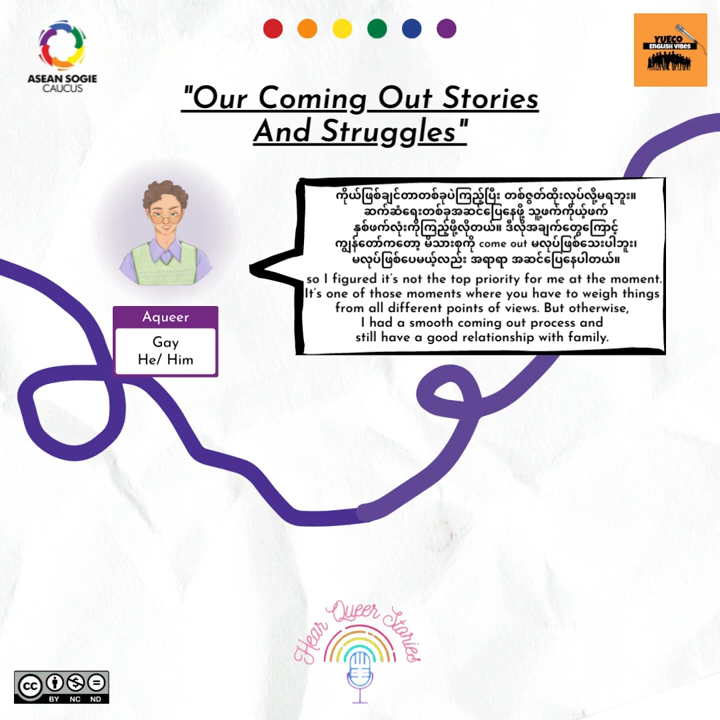 ASEAN SOGIE
CAUCUS
YUECO
ENGLISH VIBES
"Our Coming Out Stories
And Struggles"
ကိုယ်ဖြစ်ချင်တာတစ်ခုပဲကြည့်ပြီး တစ်ဇွတ်ထိုးလုပ်လို့မရဘူး။
ဆက်ဆံရေးတစ်ခုအဆင်ပြေနေဖို့ သူ့ဖက်ကိုယ့်ဖက်
နှစ်ဖက်လုံးကိုကြည့်ဖို့လိုတယ်။ ဒီလိုအချက်တွေကြောင့်
ကျွန်တော်ကတော့ မိသားစုကို come out မလုပ်ဖြစ်သေးပါဘူး၊
မလုပ်ဖြစ်ပေမယ့်လည်း အရာရာ အဆင်ပြေနေပါတယ်။
so I figured it's not the top priority for me at the moment.
It's one of those moments where you have to weigh things
from all different points of views. But otherwise,
I had a smooth coming out process and
still have a good relationship with family.
Aqueer
Gay
He/ Him
Hear Queer Stories
cc
BY NC ND